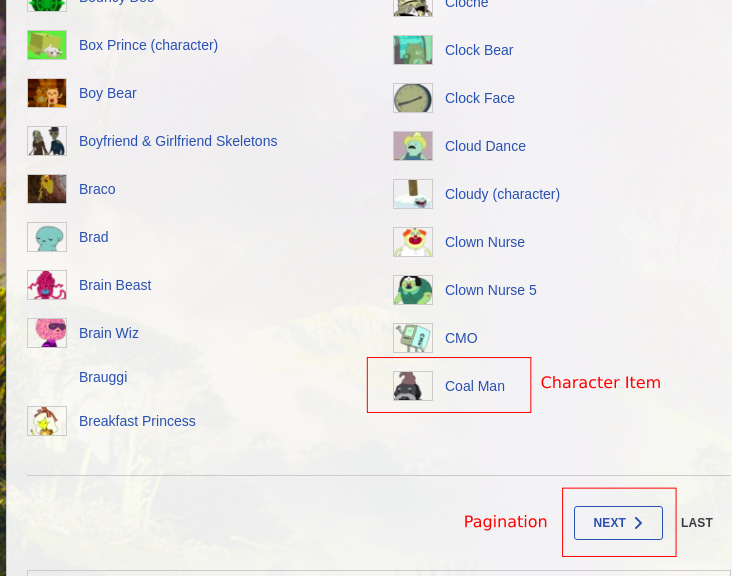 Bouncy Bee
Box Prince (character)
Boy Bear
Boyfriend & Girlfriend Skeletons
Braco
Brad
Brain Beast
Brain Wiz
Brauggi
Breakfast Princess
Cloche
Clock Bear
Clock Face
Cloud Dance
Cloudy (character)
Clown Nurse
Clown Nurse 5
CMO
Coal Man
Character Item
Pagination
NEXT
LAST